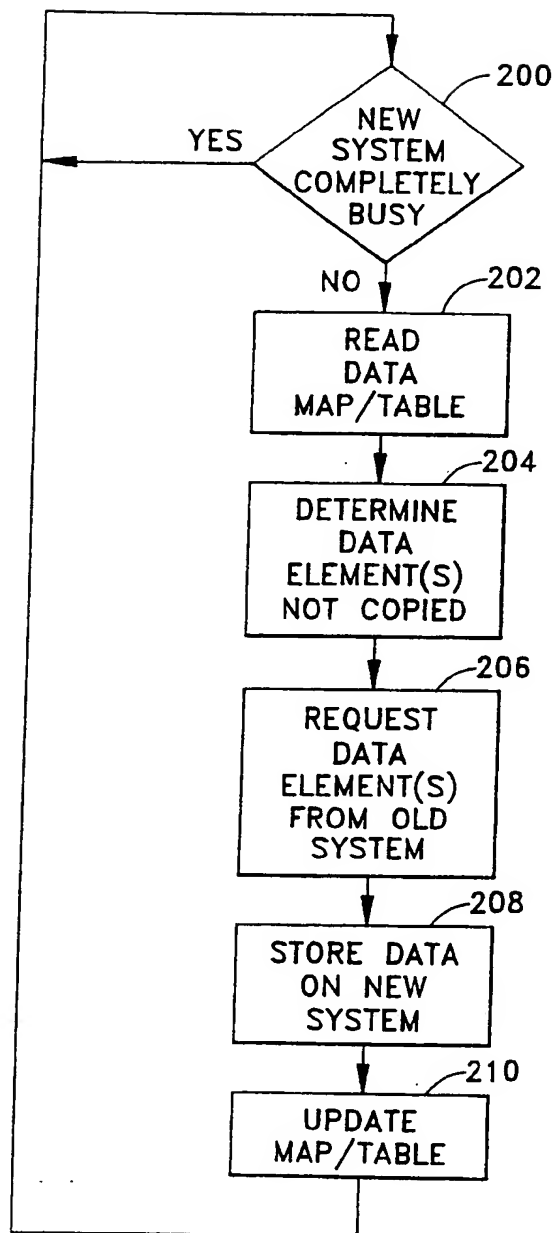 200
NEW
SYSTEM
COMPLETELY
BUSY
YES
NO
202
READ
DATA
MAP/TABLE
204
DETERMINE
DATA
ELEMENT(S)
NOT COPIED
206
REQUEST
DATA
ELEMENT(S)
FROM OLD
SYSTEM
208
STORE DATA
ON NEW
SYSTEM
210
UPDATE
MAP/TABLE